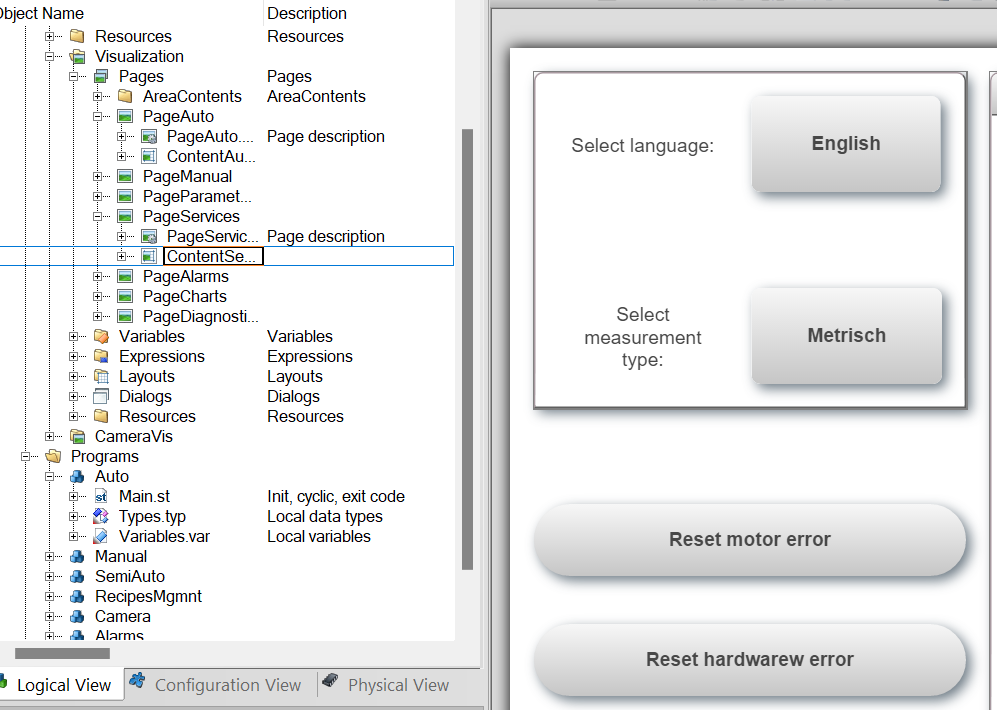 Object Name Description
Resources Resources
Visualization
Pages Pages
AreaContents AreaContents
PageAuto
PageAuto.... Page description
ContentAu...
PageManual
PageParamet...
PageServices
PageServic... Page description
ContentSe...
PageAlarms
PageCharts
PageDiagnosti...
Variables Variables
Expressions Expressions
Layouts Layouts
Dialogs Dialogs
Resources Resources
CameraVis
Programs
Auto
st Main.st Init, cyclic, exit code
Types.typ Local data types
Variables.var Local variables
Manual
SemiAuto
RecipesMgmnt
Camera
Alarms
Logical View Configuration View Physical View
Select language: English
Select
measurement
type:
Metrisch
Reset motor error
Reset hardwarew error